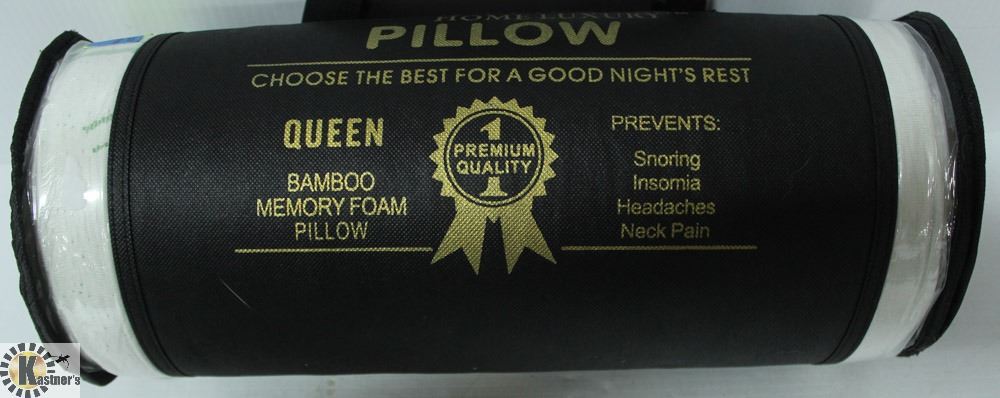 HOME LUXURY
PILLOW
CHOOSE THE BEST FOR A GOOD NIGHT'S REST
QUEEN
BAMBOO
MEMORY FOAM
PILLOW
1
PREMIUM
QUALITY
PREVENTS:
Snoring
Insomia
Headaches
Neck Pain
Kastner's